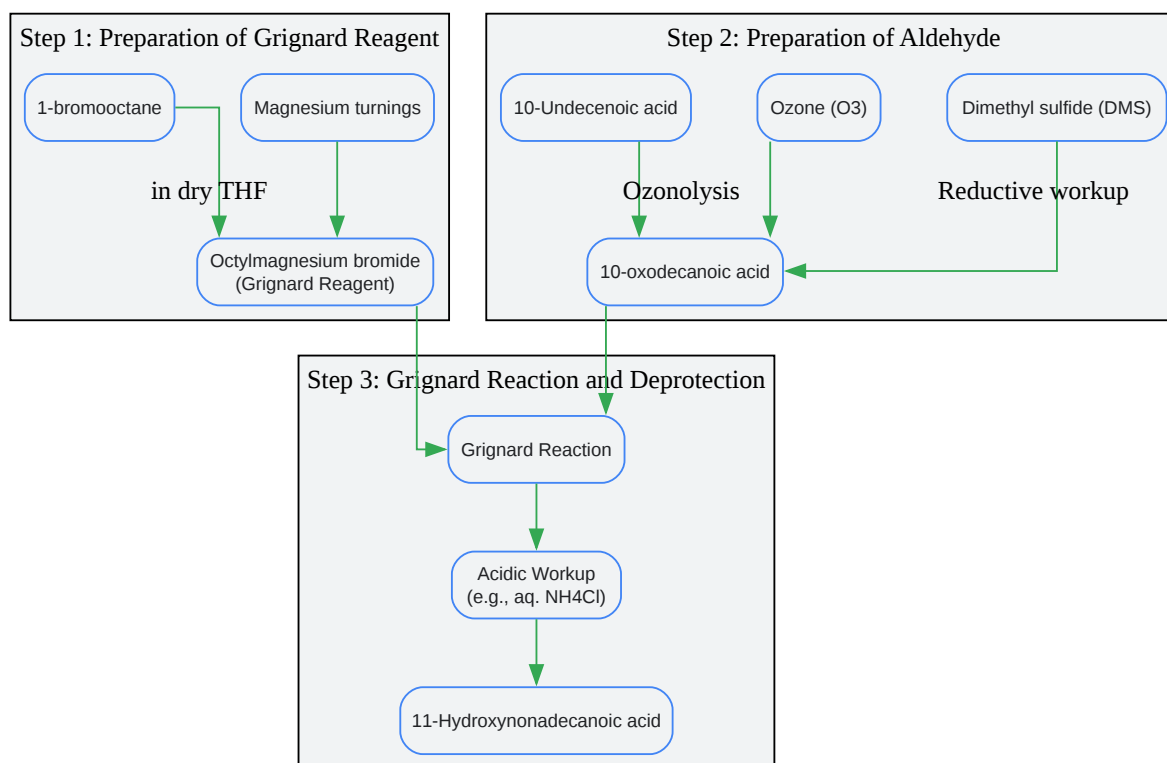 Step 1: Preparation of Grignard Reagent
1-bromooctane
Magnesium turnings
in dry THF
Octylmagnesium bromide
(Grignard Reagent)
Step 2: Preparation of Aldehyde
10-Undecenoic acid
Ozone (O3)
Dimethyl sulfide (DMS)
Ozonolysis
Reductive workup
10-oxodecanoic acid
Step 3: Grignard Reaction and Deprotection
Grignard Reaction
Acidic Workup
(e.g., aq. NH4Cl)
11-Hydroxynonadecanoic acid